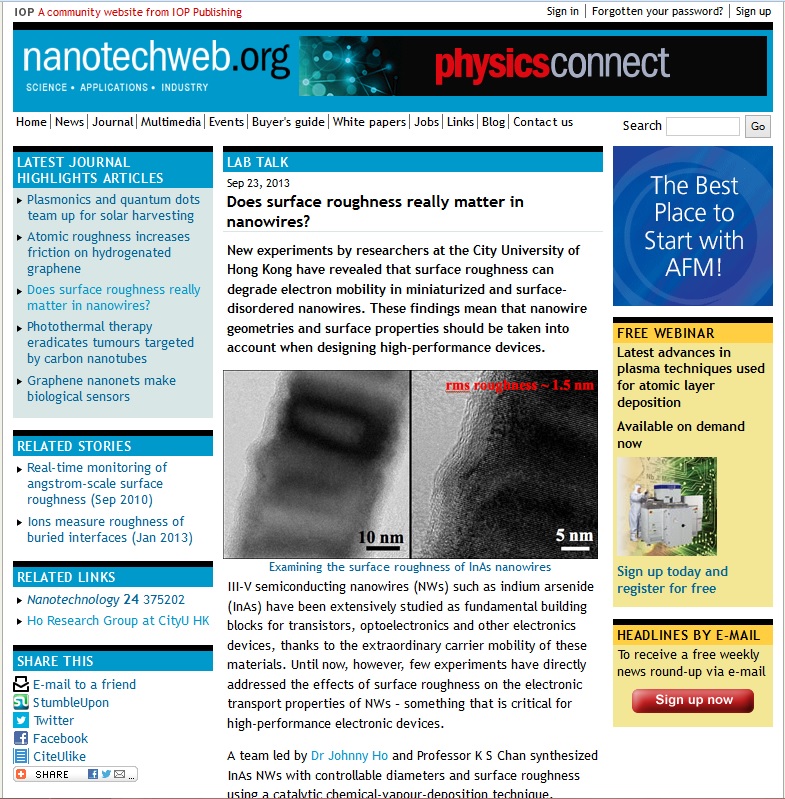 IOP A community website from IOP Publishing
Sign in | Forgotten your password? | Sign up
nanotechweb.org
SCIENCE • APPLICATIONS • INDUSTRY
physicsconnect
Home | News | Journal | Multimedia | Events | Buyer's guide | White papers | Jobs | Links | Blog | Contact us
Search
Go
LATEST JOURNAL
HIGHLIGHTS ARTICLES
Plasmonics and quantum dots
team up for solar harvesting
Atomic roughness increases
friction on hydrogenated
graphene
Does surface roughness really
matter in nanowires?
Photothermal therapy
eradicates tumours targeted
by carbon nanotubes
Graphene nanonets make
biological sensors
RELATED STORIES
Real-time monitoring of
angstrom-scale surface
roughness (Sep 2010)
Ions measure roughness of
buried interfaces (Jan 2013)
RELATED LINKS
Nanotechnology 24 375202
Ho Research Group at CityU HK
SHARE THIS
E-mail to a friend
StumbleUpon
Twitter
Facebook
CiteUlike
SHARE
LAB TALK
Sep 23, 2013
Does surface roughness really matter in
nanowires?
New experiments by researchers at the City University of
Hong Kong have revealed that surface roughness can
degrade electron mobility in miniaturized and surface-
disordered nanowires. These findings mean that nanowire
geometries and surface properties should be taken into
account when designing high-performance devices.
rms roughness ~ 1.5 nm
10 nm
5 nm
Examining the surface roughness of InAs nanowires
III-V semiconducting nanowires (NWs) such as indium arsenide
(InAs) have been extensively studied as fundamental building
blocks for transistors, optoelectronics and other electronics
devices, thanks to the extraordinary carrier mobility of these
materials. Until now, however, few experiments have directly
addressed the effects of surface roughness on the electronic
transport properties of NWs – something that is critical for
high-performance electronic devices.
A team led by Dr Johnny Ho and Professor K S Chan synthesized
InAs NWs with controllable diameters and surface roughness
using a catalytic chemical-vapour-deposition technique.
The Best
Place to
Start with
AFM!
FREE WEBINAR
Latest advances in
plasma techniques used
for atomic layer
deposition
Available on demand
now
Sign up today and
register for free
HEADLINES BY E-MAIL
To receive a free weekly
news round-up via e-mail
Sign up now